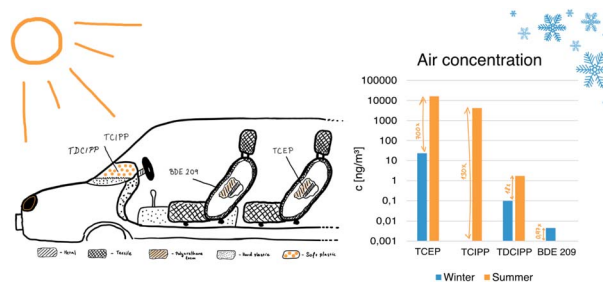 TCIPP
TDCIPP
BDE 209
TCEP
- Metal
- Textile
- Polyurethane foam
- Hard plastic
- Soft plastic
Air concentration
c [ng/m³]
100000
10000
1000
100
10
1
0,1
0,01
0,001
TCEP
TCIPP
TDCIPP
BDE 209
Winter
Summer